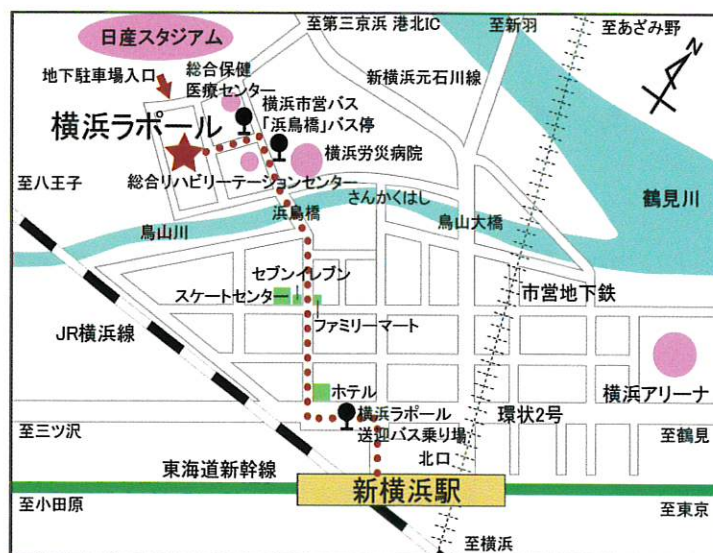 至第三京浜 港北IC
至新羽
至あざみ野
日産スタジアム
N
地下駐車場入口
総合保健
医療センター
新横浜元石川線
横浜市営バス
「浜鳥橋」バス停
横浜ラポール
横浜労災病院
至八王子
総合リハビリーテーションセンター
さんかくはし
鶴見川
浜鳥橋
鳥山大橋
鳥山川
セブンイレブン
スケートセンター
市営地下鉄
ファミリーマート
JR横浜線
ホテル
横浜アリーナ
横浜ラポール
送迎バス乗り場
環状2号
至三ツ沢
至鶴見
北口
東海道新幹線
新横浜駅
至小田原
至東京
至横浜